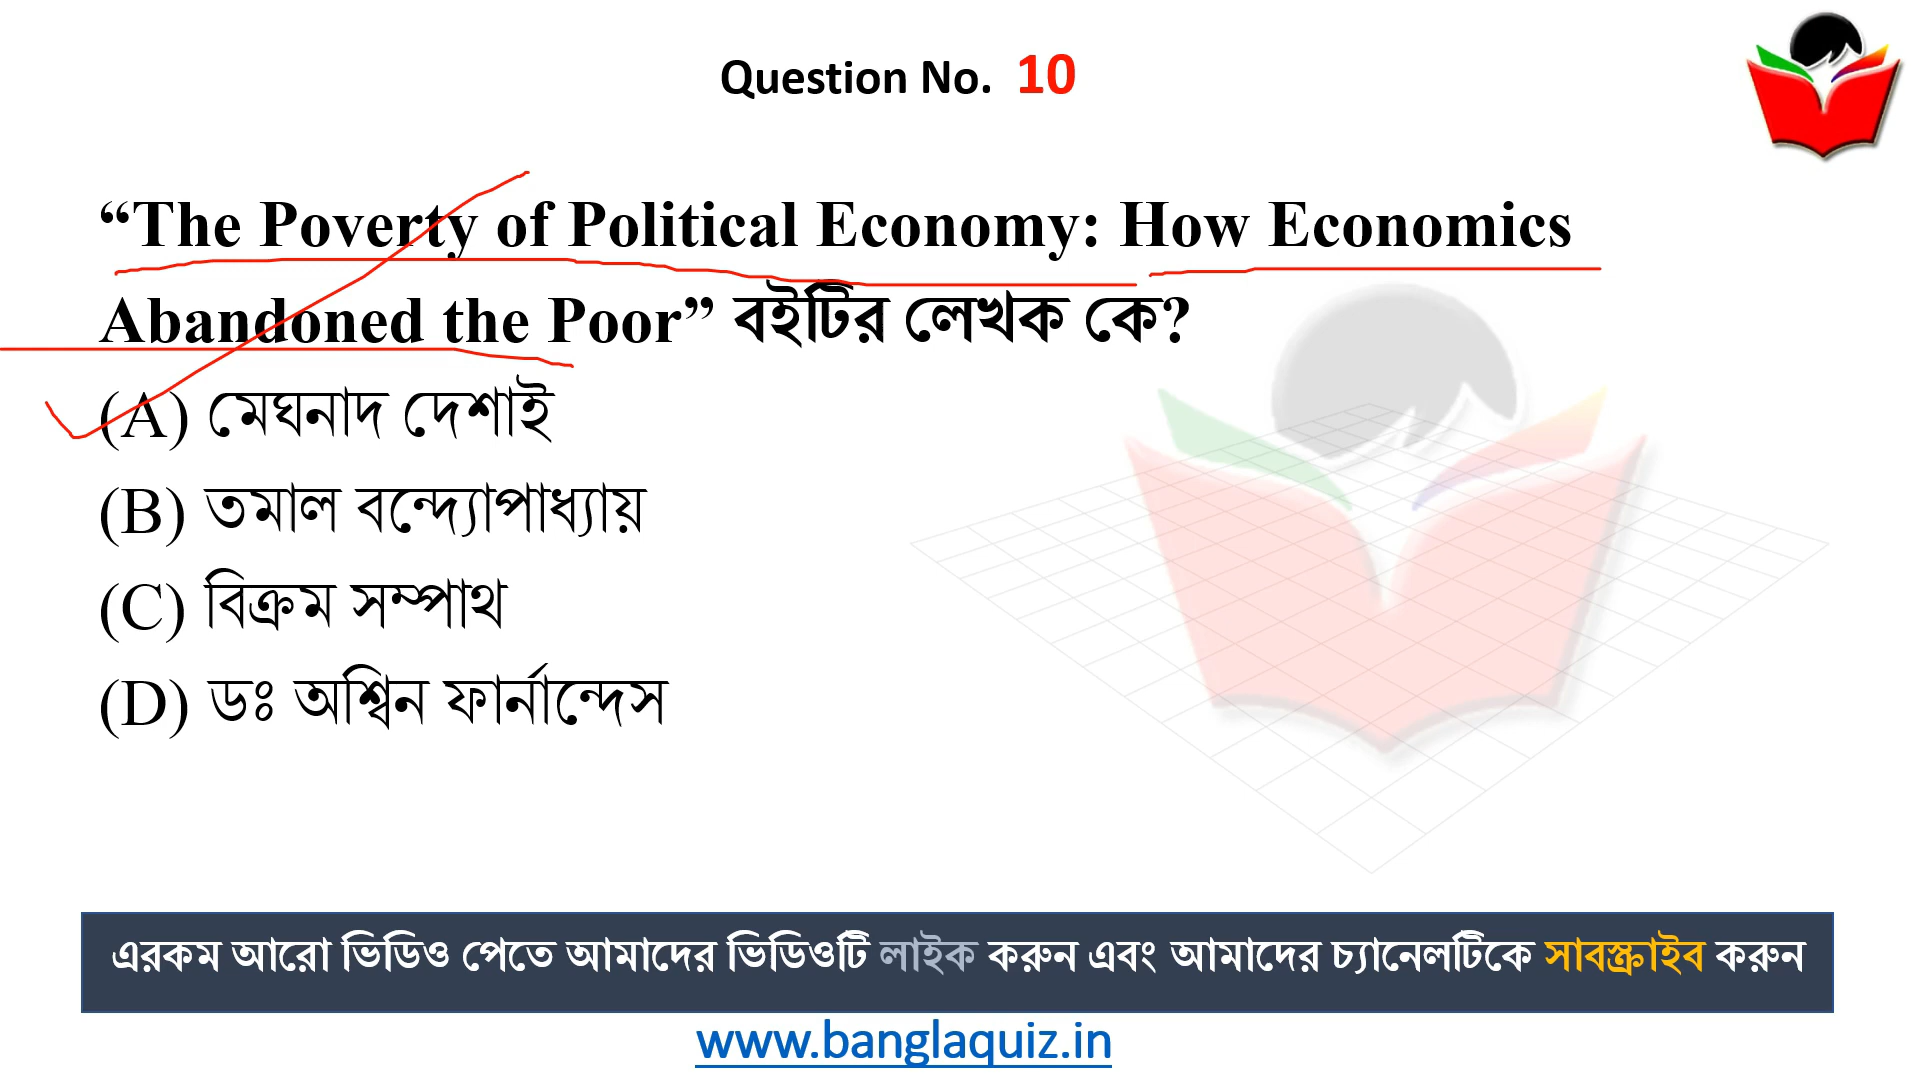 Question No. 10
“The Poverty of Political Economy: How Economics
Abandoned the Poor” বইটির লেখক কে?
(A) মেঘনাদ দেশাই
(B) তমাল বন্দ্যোপাধ্যায়
(C) বিক্রম সম্পাথ
(D) ডঃ অশ্বিন ফার্নান্দেস
এরকম আরো ভিডিও পেতে আমাদের ভিডিওটি লাইক করুন এবং আমাদের চ্যানেলটিকে সাবস্ক্রাইব করুন
www.banglaquiz.in